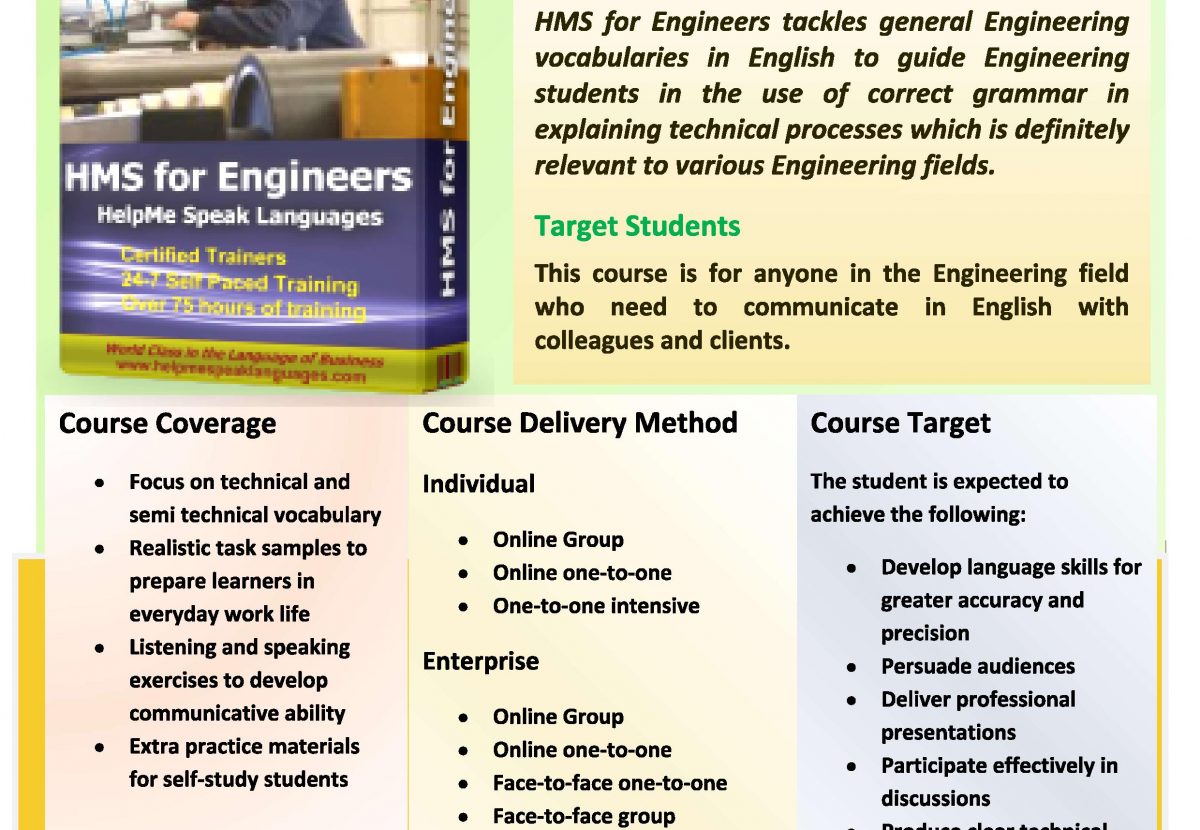 HMS for Engineers
HelpMe Speak Languages
Certified Trainers
24-7 Self Paced Training
Over 75 hours of training
World Class in the Language of Business
www.helpmespeaklanguages.com
HMS for
HMS for Engineers tackles general Engineering
vocabularies in English to guide Engineering
students in the use of correct grammar in
explaining technical processes which is definitely
relevant to various Engineering fields.
Target Students
This course is for anyone in the Engineering field
who need to communicate in English with
colleagues and clients.
Course Coverage
• Focus on technical and
semi technical vocabulary
• Realistic task samples to
prepare learners in
everyday work life
• Listening and speaking
exercises to develop
communicative ability
• Extra practice materials
for self-study students
Course Delivery Method
Individual
• Online Group
• Online one-to-one
• One-to-one intensive
Enterprise
• Online Group
• Online one-to-one
• Face-to-face one-to-one
• Face-to-face group
Course Target
The student is expected to
achieve the following:
• Develop language skills for
greater accuracy and
precision
• Persuade audiences
• Deliver professional
presentations
• Participate effectively in
discussions
• Produce clear technical